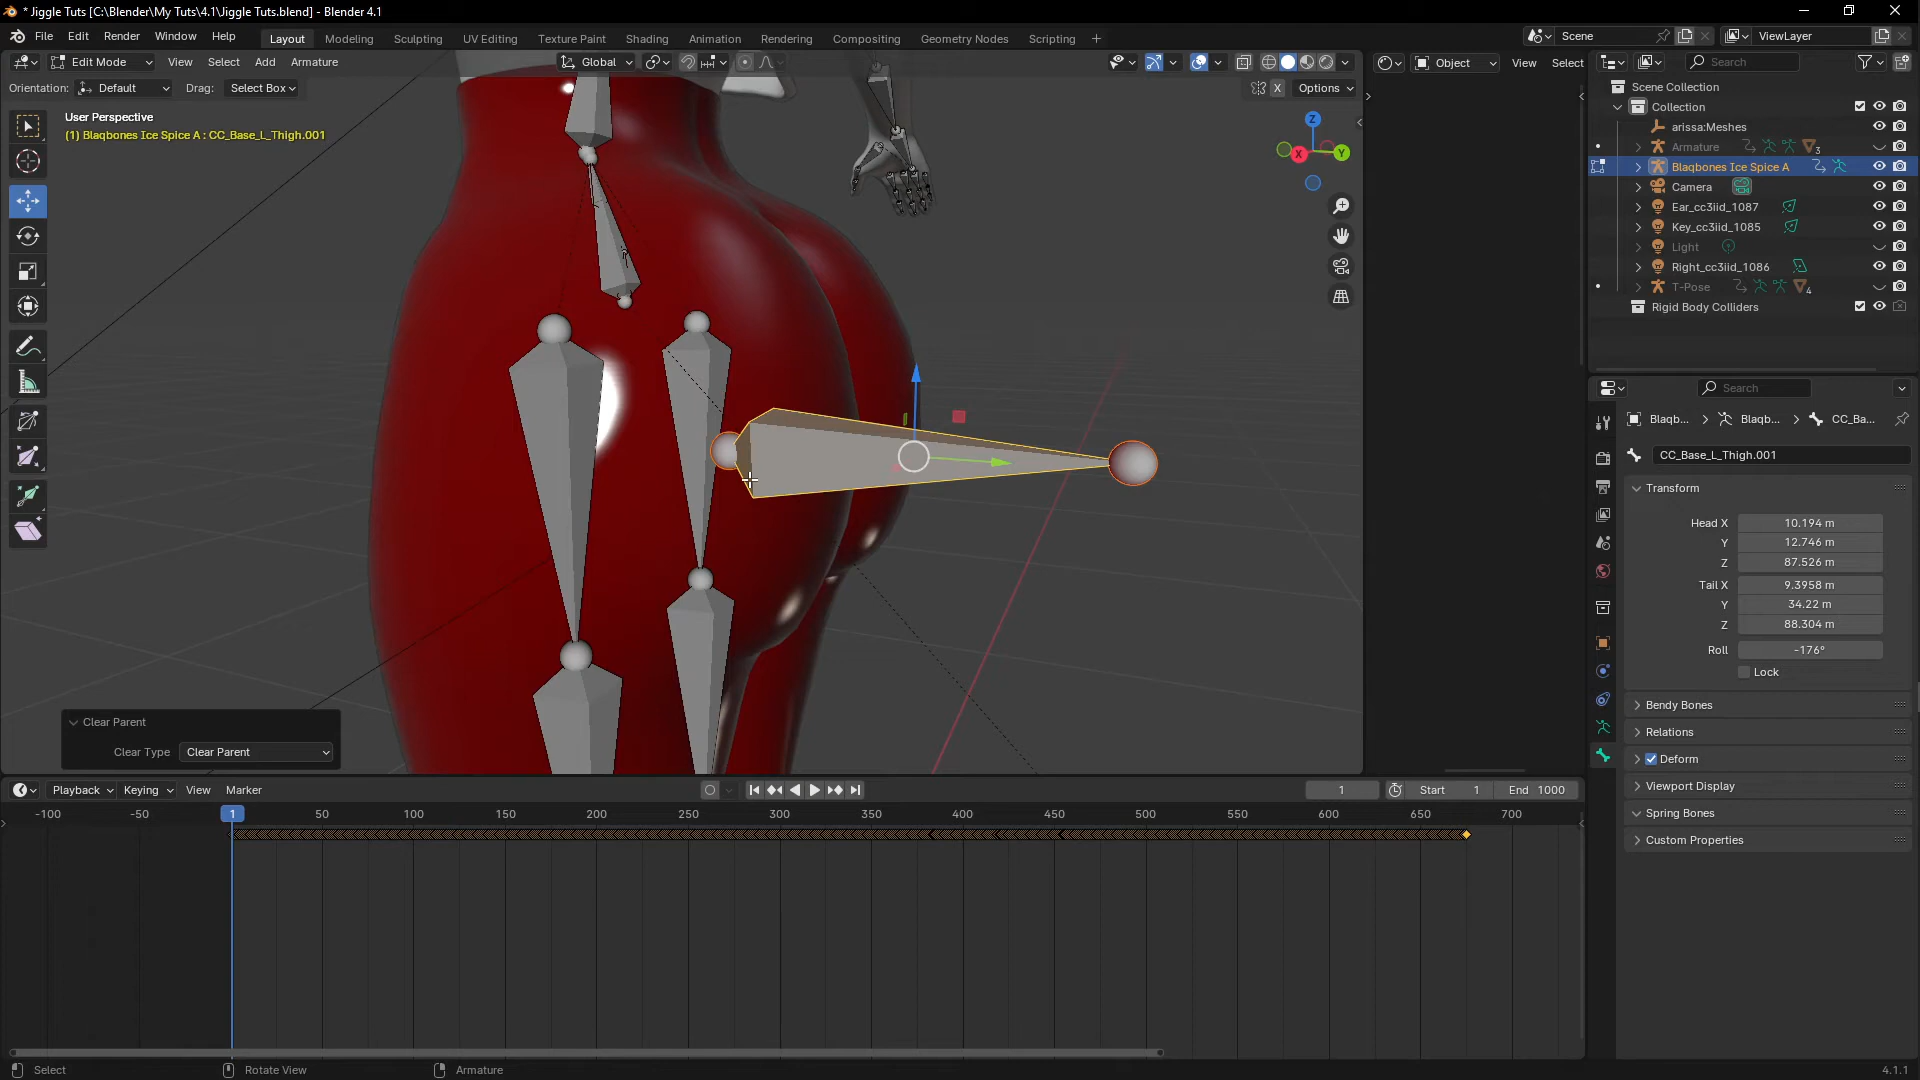 * Jiggle Tuts [C:\Blender\My Tuts\4.1\Jiggle Tuts.blend] - Blender 4.1
File Edit Render Window Help Layout Modeling Sculpting UV Editing Texture Paint Shading Animation Rendering Compositing Geometry Nodes Scripting + Scene ViewLayer
Edit Mode View Select Add Armature Global Object View Select Search
Orientation: Default Drag: Select Box X Options
User Perspective
(1) Blaqbones Ice Spice A : CC_Base_L_Thigh.001
Z
X
Y
Scene Collection
Collection
arissa:Meshes
Armature 3
Blaqbones Ice Spice A
Camera
Ear_cc3iid_1087
Key_cc3iid_1085
Light
Right_cc3iid_1086
T-Pose 4
Rigid Body Colliders
Search
Blaqb... Blaqb... CC_Ba...
CC_Base_L_Thigh.001
Transform
Head X 10.194 m
Y 12.746 m
Z 87.526 m
Tail X 9.3958 m
Y 34.22 m
Z 88.304 m
Roll -176°
Lock
Bendy Bones
Relations
Deform
Viewport Display
Spring Bones
Custom Properties
Clear Parent
Clear Type Clear Parent
Playback Keying View Marker 1 Start 1 End 1000
-100 -50 1 50 100 150 200 250 300 350 400 450 500 550 600 650 700
Select Rotate View Armature 4.1.1